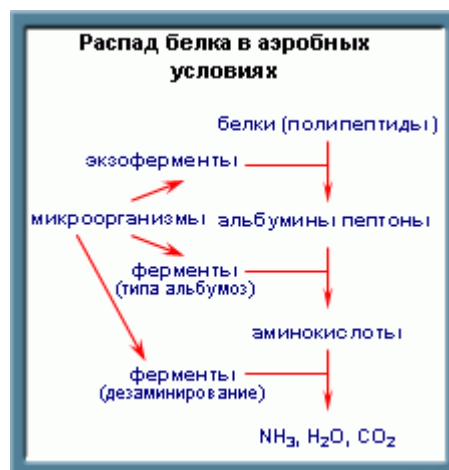 Распад белка в аэробных
условиях
белки (полипептиды)
экзоферменты
микроорганизмы альбумины пептоны
ферменты
(типа альбумоз)
аминокислоты
ферменты
(дезаминирование)
NH₃, H₂O, CO₂